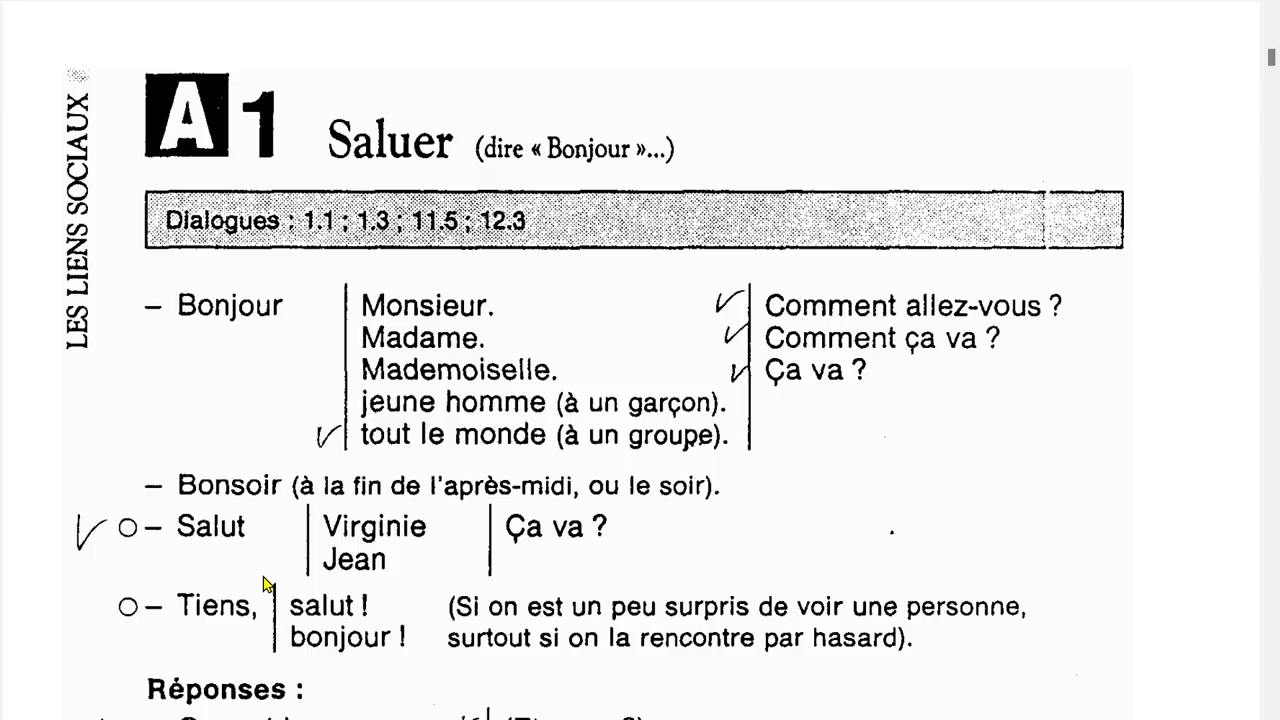 LES LIENS SOCIAUX
A1 Saluer (dire « Bonjour »...)
Dialogues : 1.1 ; 1.3 ; 11.5 ; 12.3
– Bonjour Monsieur. Comment allez-vous ?
Madame. Comment ça va ?
Mademoiselle. Ça va ?
jeune homme (à un garçon).
tout le monde (à un groupe).
– Bonsoir (à la fin de l'après-midi, ou le soir).
– Salut Virginie Ça va ?
Jean
– Tiens, salut ! (Si on est un peu surpris de voir une personne,
bonjour ! surtout si on la rencontre par hasard).
Réponses :